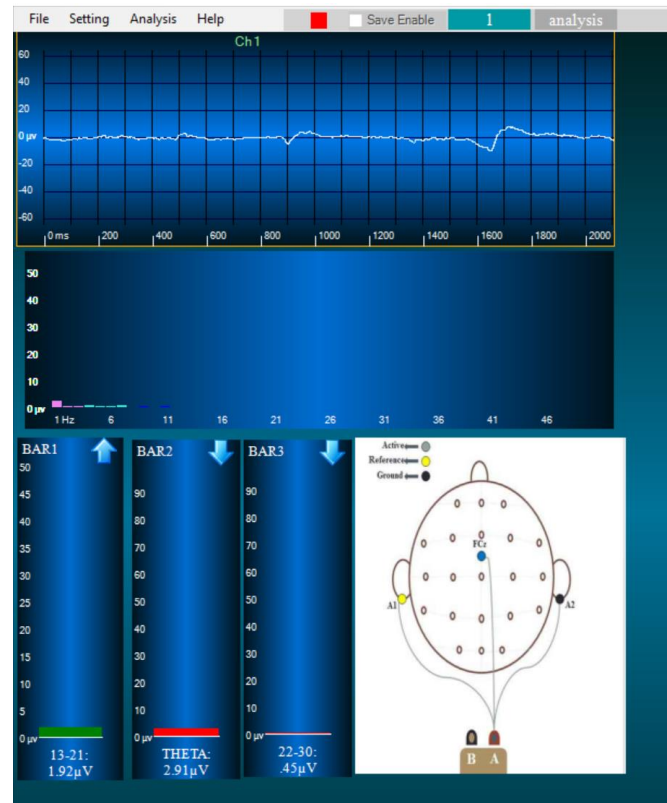 File Setting Analysis Help Save Enable 1 analysis
Ch1
60
40
20
0 µv
-20
-40
-60
0 ms 200 400 600 800 1000 1200 1400 1600 1800 2000
50
40
30
20
10
0 µv
1 Hz 6 11 16 21 26 31 36 41 46
BAR1
50
45
40
35
30
25
20
15
10
5
0 µv
13-21:
1.92µV
BAR2
90
80
70
60
50
40
30
20
10
0 µv
THETA:
2.91µV
BAR3
90
80
70
60
50
40
30
20
10
0 µv
22-30:
.45µV
Active
Reference
Ground
FCz
A1 A2
B A